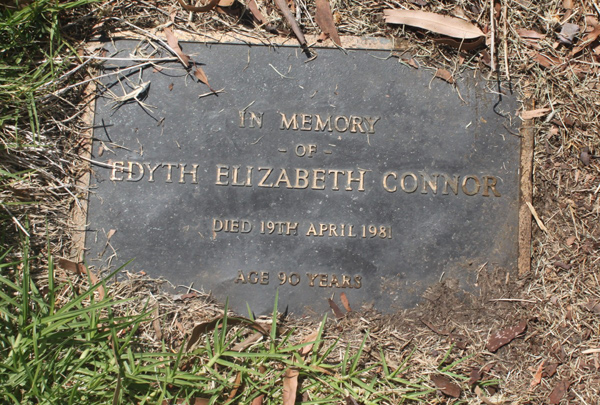 IN MEMORY
- OF -
EDYTH ELIZABETH CONNOR
DIED 19TH APRIL 1981
AGE 90 YEARS